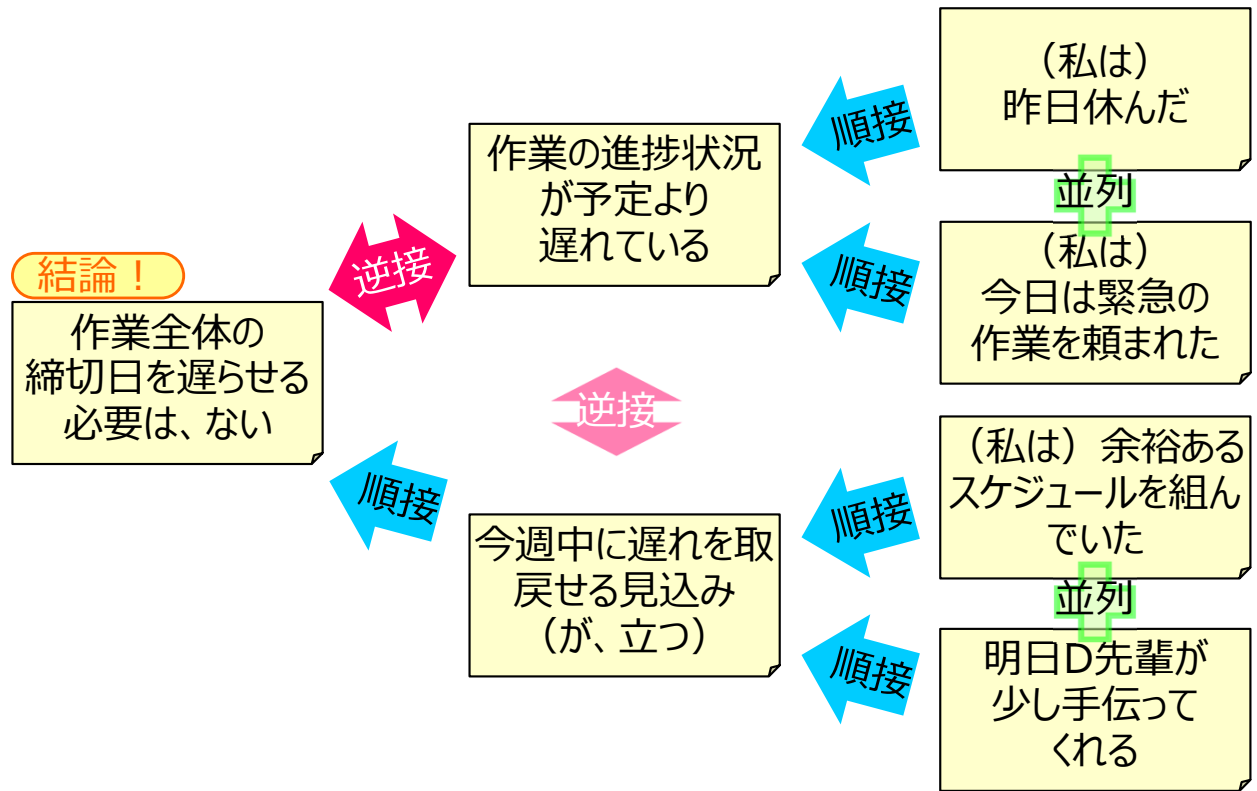 結論！
作業全体の
締切日を遅らせる
必要は、ない
逆接
順接
作業の進捗状況
が予定より
遅れている
逆接
今週中に遅れを取
戻せる見込み
（が、立つ）
順接
順接
順接
順接
（私は）
昨日休んだ
並列
（私は）
今日は緊急の
作業を頼まれた
（私は）余裕ある
スケジュールを組ん
でいた
並列
明日D先輩が
少し手伝って
くれる